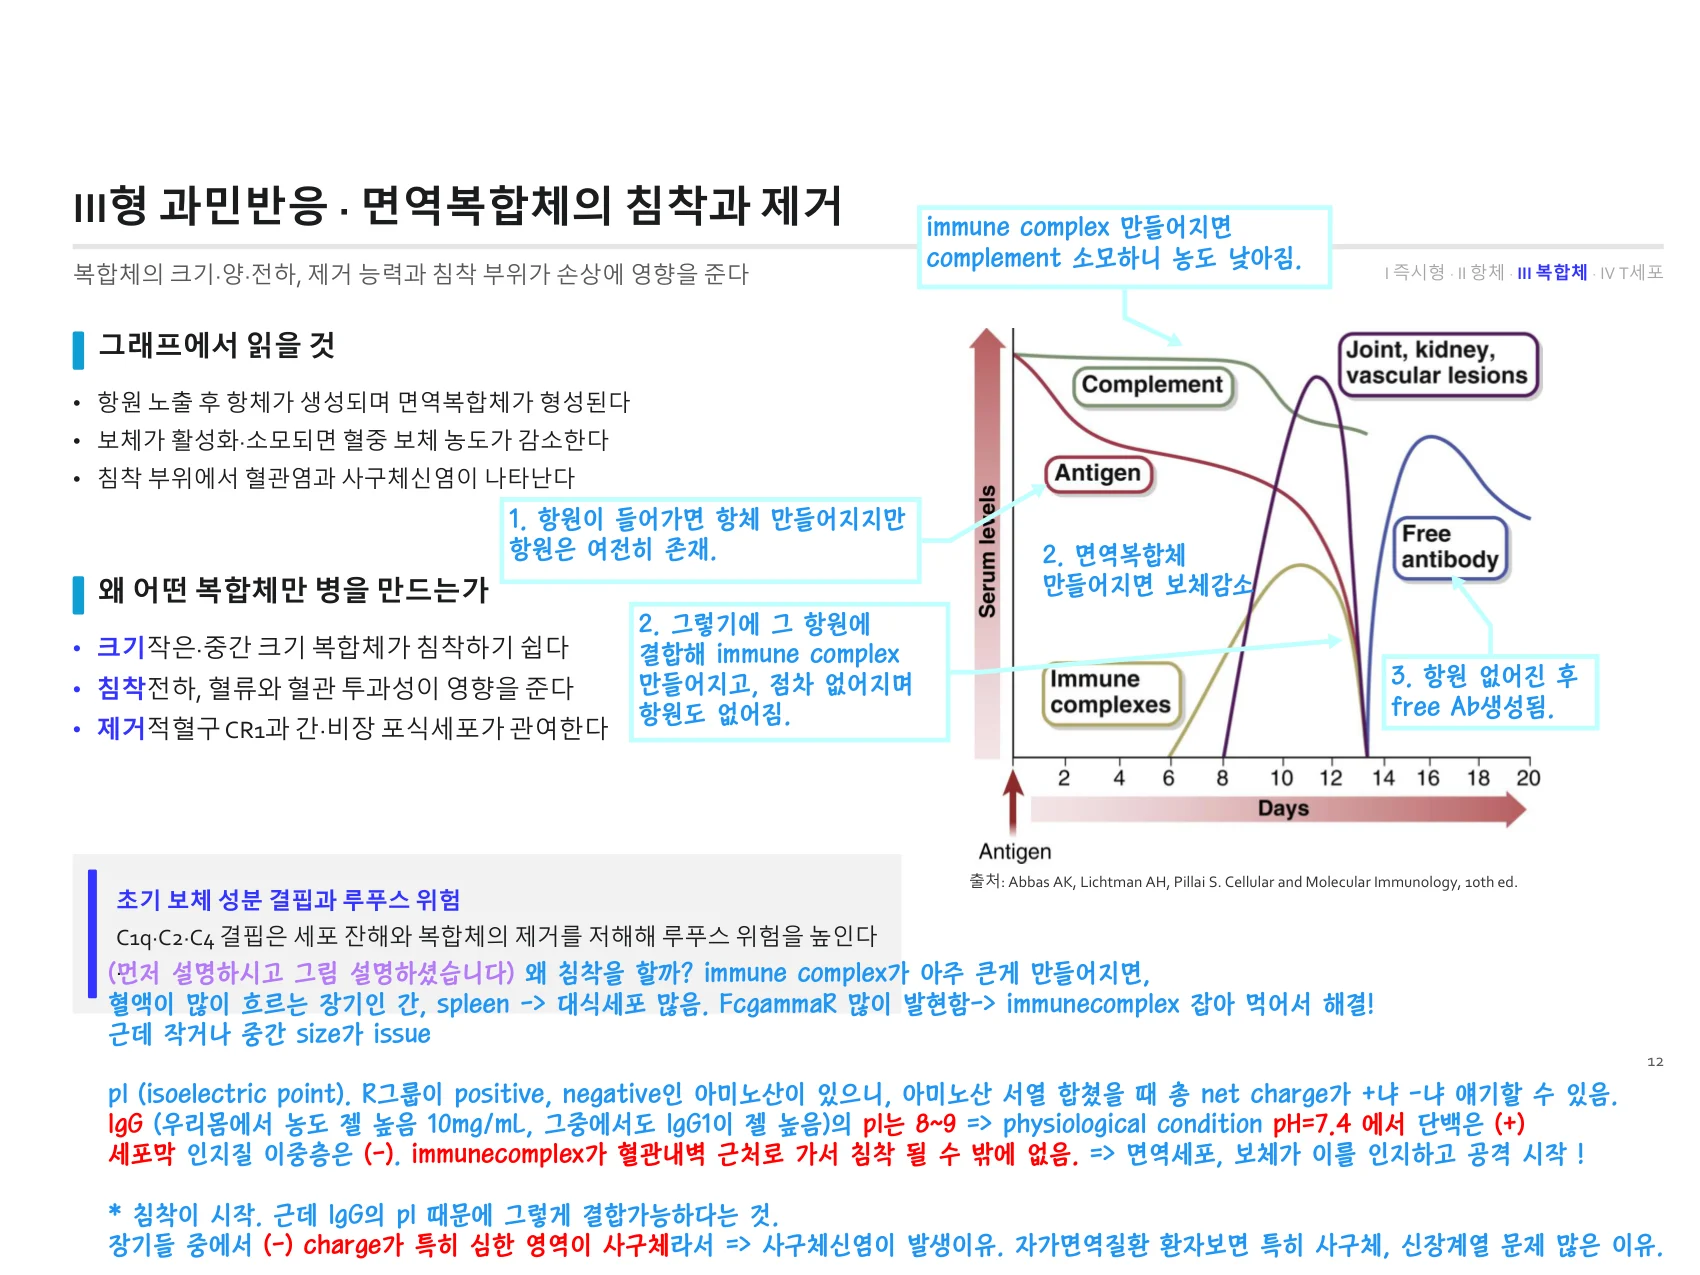 III형 과민반응 · 면역복합체의 침착과 제거
복합체의 크기·양·전하, 제거 능력과 침착 부위가 손상에 영향을 준다
I 즉시형 · II 항체 · III 복합체 · IV T세포
immune complex 만들어지면
complement 소모하니 농도 낮아짐.
그래프에서 읽을 것
• 항원 노출 후 항체가 생성되며 면역복합체가 형성된다
• 보체가 활성화·소모되면 혈중 보체 농도가 감소한다
• 침착 부위에서 혈관염과 사구체신염이 나타난다
1. 항원이 들어가면 항체 만들어지지만
항원은 여전히 존재.
왜 어떤 복합체만 병을 만드는가
• 크기작은·중간 크기 복합체가 침착하기 쉽다
• 침착전하, 혈류와 혈관 투과성이 영향을 준다
• 제거적혈구 CR1과 간·비장 포식세포가 관여한다
2. 그렇기에 그 항원에
결합해 immune complex
만들어지고, 점차 없어지며
항원도 없어짐.
Serum levels
Complement
Joint, kidney,
vascular lesions
Antigen
2. 면역복합체
만들어지면 보체감소
Free
antibody
Immune
complexes
3. 항원 없어진 후
free Ab생성됨.
2 4 6 8 10 12 14 16 18 20
Days
Antigen
출처: Abbas AK, Lichtman AH, Pillai S. Cellular and Molecular Immunology, 10th ed.
초기 보체 성분 결핍과 루푸스 위험
C1q·C2·C4 결핍은 세포 잔해와 복합체의 제거를 저해해 루푸스 위험을 높인다
.
(먼저 설명하시고 그림 설명하셨습니다) 왜 침착을 할까? immune complex가 아주 큰게 만들어지면,
혈액이 많이 흐르는 장기인 간, spleen -> 대식세포 많음. FcgammaR 많이 발현함-> immunecomplex 잡아 먹어서 해결!
근데 작거나 중간 size가 issue
12
pI (isoelectric point). R그룹이 positive, negative인 아미노산이 있으니, 아미노산 서열 합쳤을 때 총 net charge가 +냐 -냐 얘기할 수 있음.
IgG (우리몸에서 농도 젤 높음 10mg/mL, 그중에서도 IgG1이 젤 높음)의 pI는 8~9 => physiological condition pH=7.4 에서 단백은 (+)
세포막 인지질 이중층은 (-). immunecomplex가 혈관내벽 근처로 가서 침착 될 수 밖에 없음. => 면역세포, 보체가 이를 인지하고 공격 시작 !
* 침착이 시작. 근데 IgG의 pI 때문에 그렇게 결합가능하다는 것.
장기들 중에서 (-) charge가 특히 심한 영역이 사구체라서 => 사구체신염이 발생이유. 자가면역질환 환자보면 특히 사구체, 신장계열 문제 많은 이유.